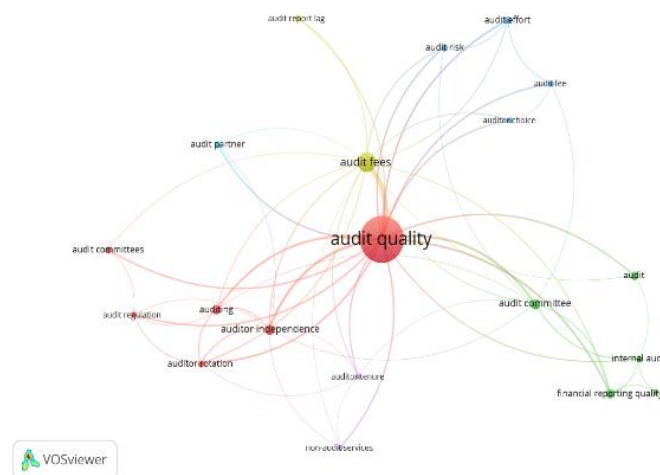 audit report lag
audit effort
audit risk
audit fee
auditor choice
audit partner
audit fees
audit quality
audit committees
audit
audit committee
audit regulation
auditing
auditor independence
internal audit
auditor rotation
auditor tenure
financial reporting quality
non-audit services
VOSviewer